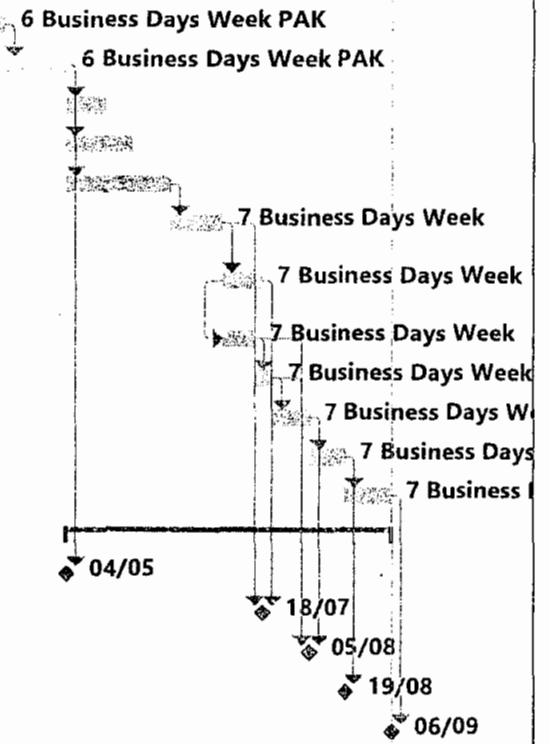 6 Business Days Week PAK
6 Business Days Week PAK
7 Business Days Week
7 Business Days Week
7 Business Days Week
7 Business Days Week
7 Business Days W
7 Business Days
7 Business
04/05
18/07
05/08
19/08
06/09